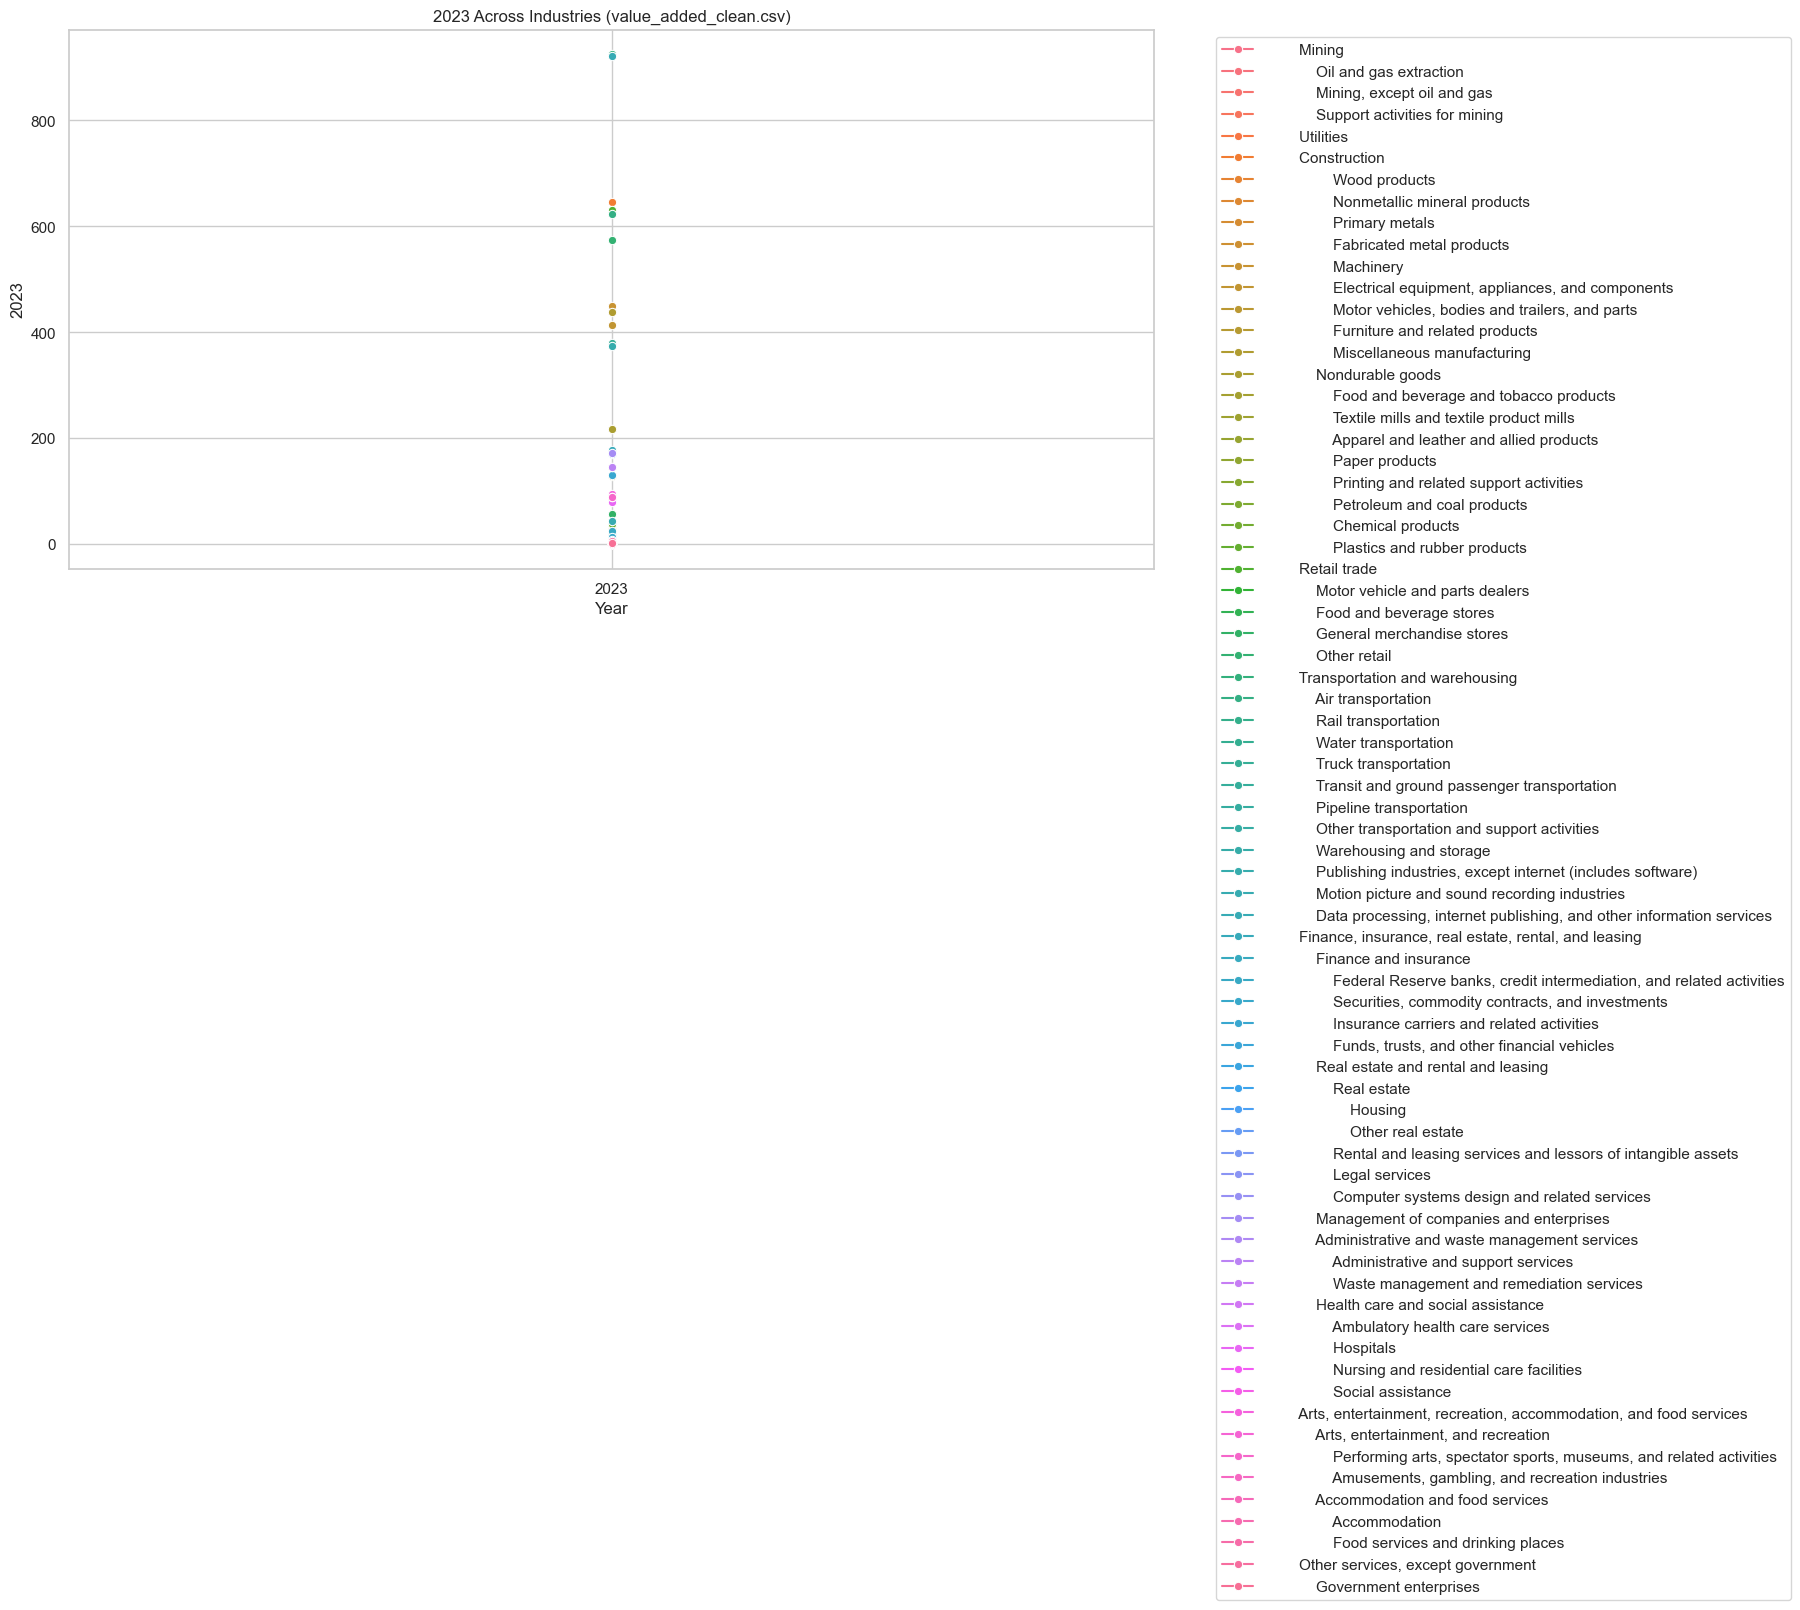 2023 Across Industries (value_added_clean.csv)
800
600
400
200
0
2023
2023
Year
Mining
Oil and gas extraction
Mining, except oil and gas
Support activities for mining
Utilities
Construction
Wood products
Nonmetallic mineral products
Primary metals
Fabricated metal products
Machinery
Electrical equipment, appliances, and components
Motor vehicles, bodies and trailers, and parts
Furniture and related products
Miscellaneous manufacturing
Nondurable goods
Food and beverage and tobacco products
Textile mills and textile product mills
Apparel and leather and allied products
Paper products
Printing and related support activities
Petroleum and coal products
Chemical products
Plastics and rubber products
Retail trade
Motor vehicle and parts dealers
Food and beverage stores
General merchandise stores
Other retail
Transportation and warehousing
Air transportation
Rail transportation
Water transportation
Truck transportation
Transit and ground passenger transportation
Pipeline transportation
Other transportation and support activities
Warehousing and storage
Publishing industries, except internet (includes software)
Motion picture and sound recording industries
Data processing, internet publishing, and other information services
Finance, insurance, real estate, rental, and leasing
Finance and insurance
Federal Reserve banks, credit intermediation, and related activities
Securities, commodity contracts, and investments
Insurance carriers and related activities
Funds, trusts, and other financial vehicles
Real estate and rental and leasing
Real estate
Housing
Other real estate
Rental and leasing services and lessors of intangible assets
Legal services
Computer systems design and related services
Management of companies and enterprises
Administrative and waste management services
Administrative and support services
Waste management and remediation services
Health care and social assistance
Ambulatory health care services
Hospitals
Nursing and residential care facilities
Social assistance
Arts, entertainment, recreation, accommodation, and food services
Arts, entertainment, and recreation
Performing arts, spectator sports, museums, and related activities
Amusements, gambling, and recreation industries
Accommodation and food services
Accommodation
Food services and drinking places
Other services, except government
Government enterprises